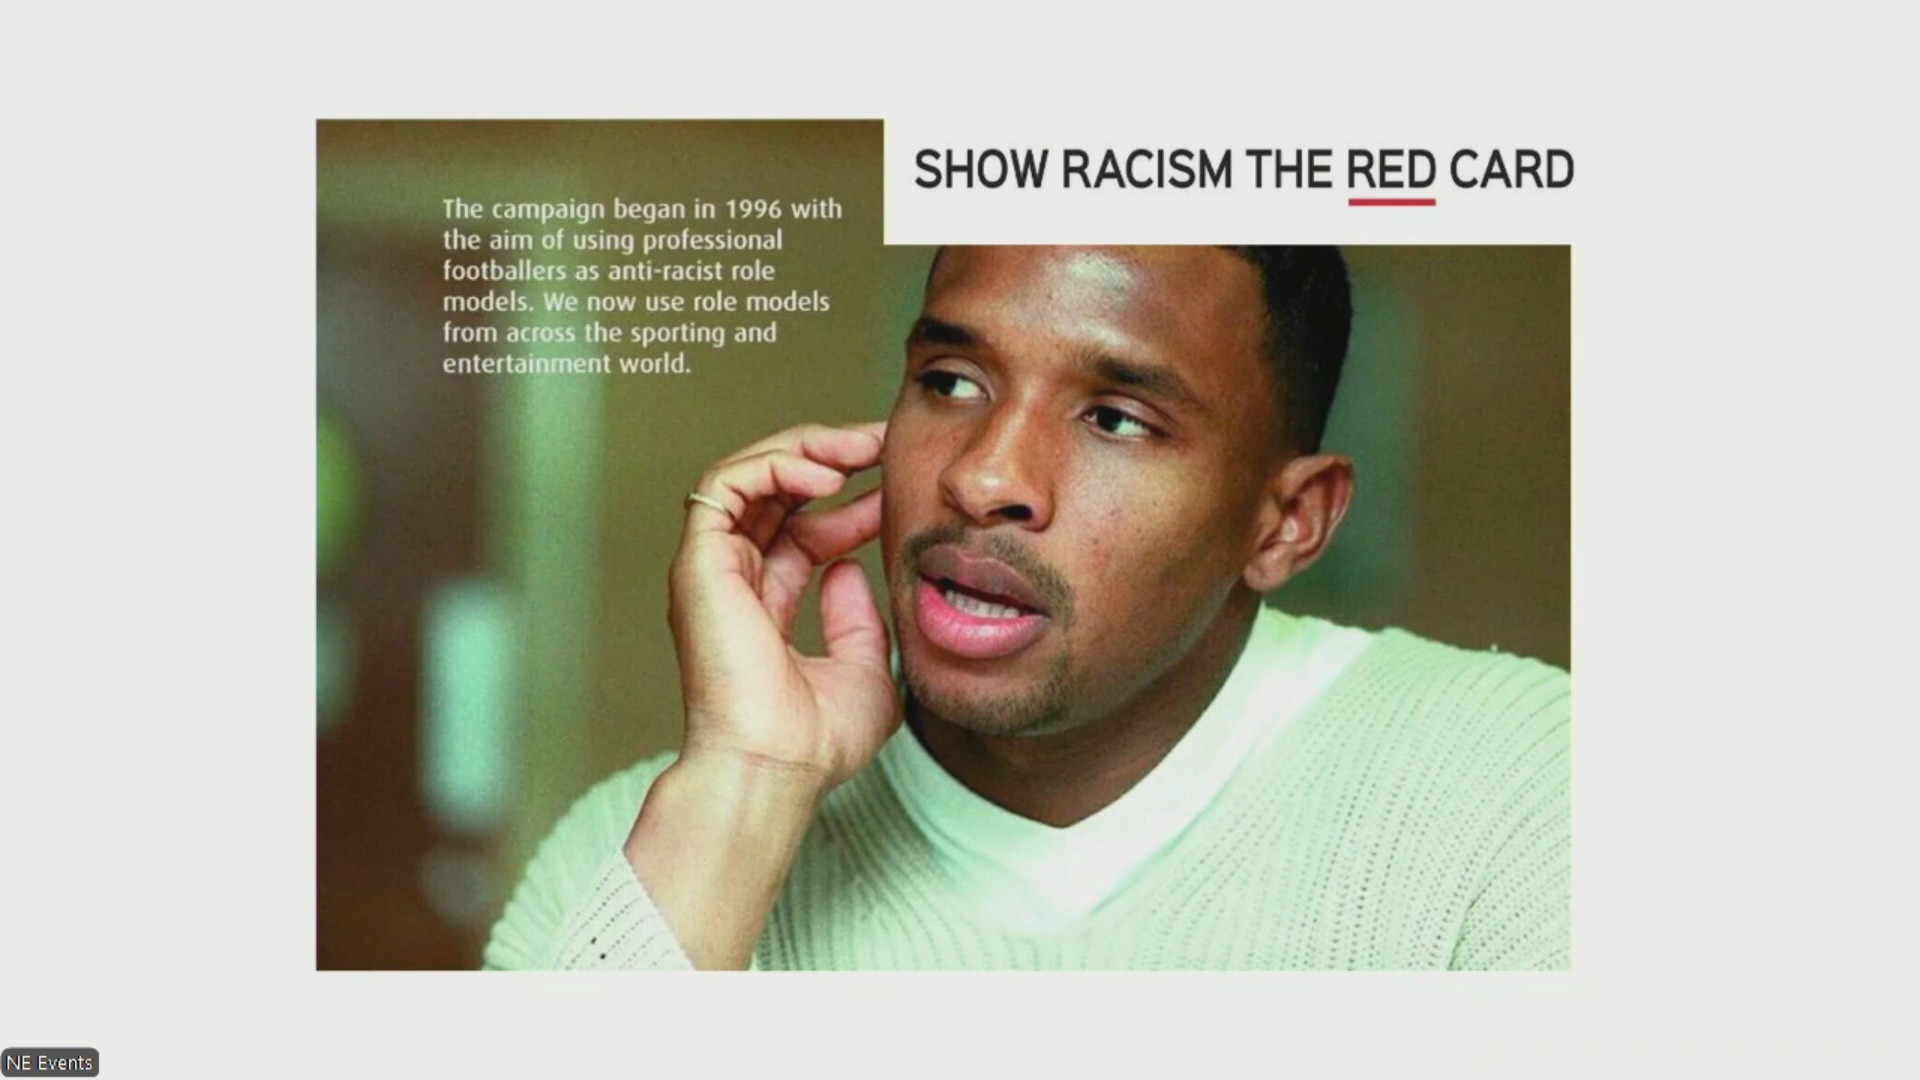 SHOW RACISM THE RED CARD
The campaign began in 1996 with
the aim of using professional
footballers as anti-racist role
models. We now use role models
from across the sporting and
entertainment world.
NE Events